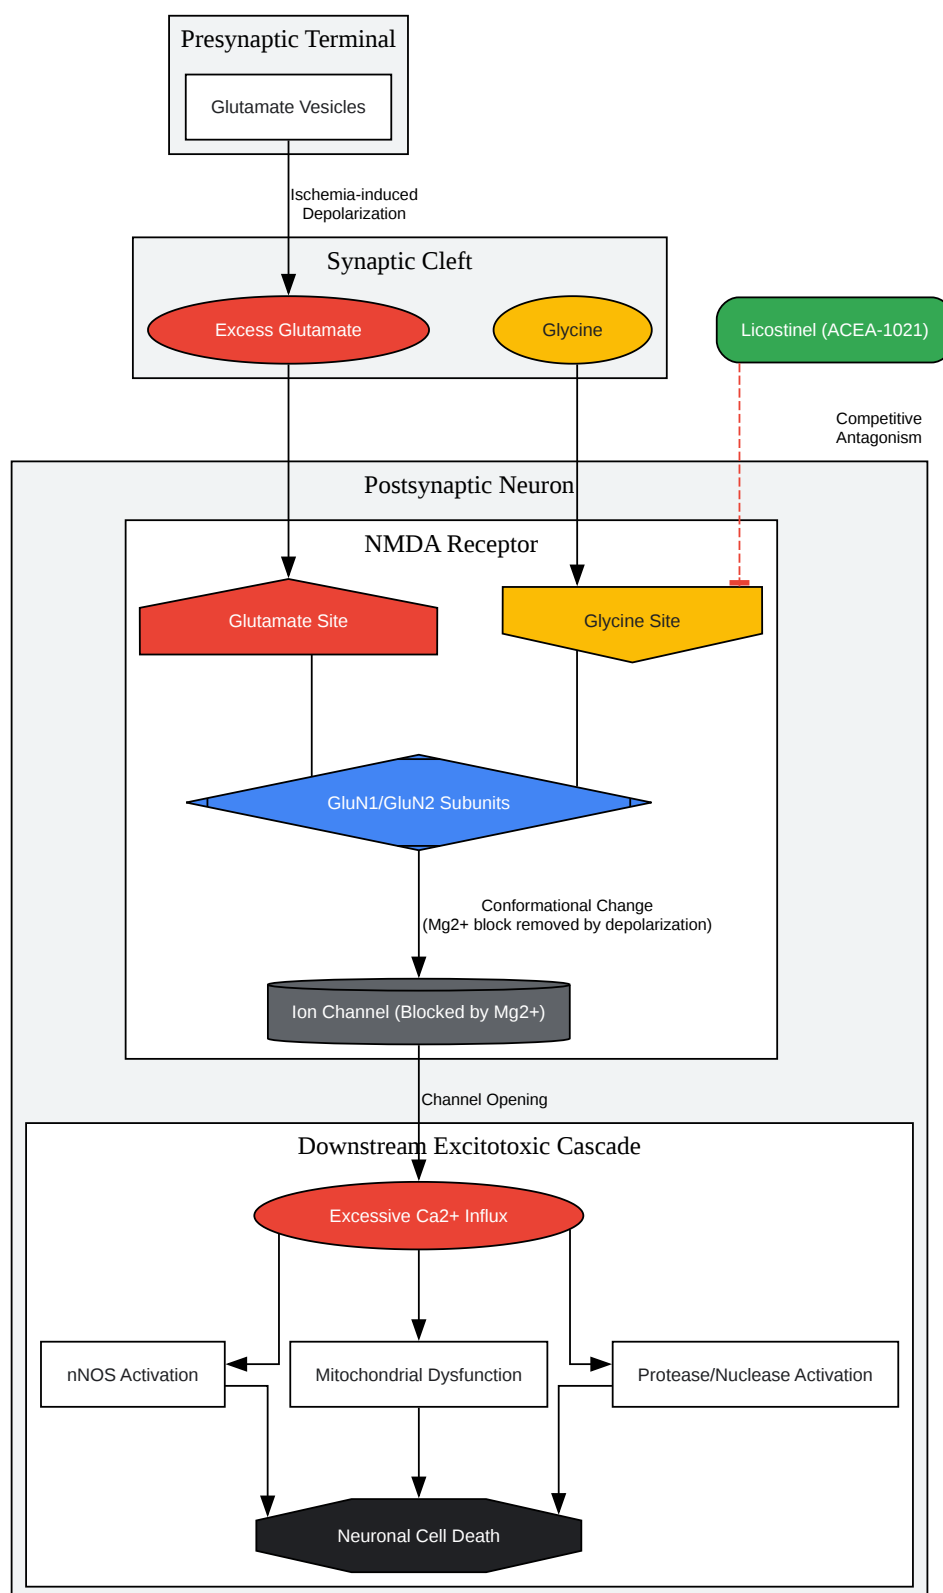 Presynaptic Terminal
Glutamate Vesicles
Ischemia-induced
Depolarization
Synaptic Cleft
Excess Glutamate
Glycine
Licostinel (ACEA-1021)
Competitive
Antagonism
Postsynaptic Neuron
NMDA Receptor
Glutamate Site
Glycine Site
GluN1/GluN2 Subunits
Conformational Change
(Mg2+ block removed by depolarization)
Ion Channel (Blocked by Mg2+)
Channel Opening
Downstream Excitotoxic Cascade
Excessive Ca2+ Influx
nNOS Activation
Mitochondrial Dysfunction
Protease/Nuclease Activation
Neuronal Cell Death